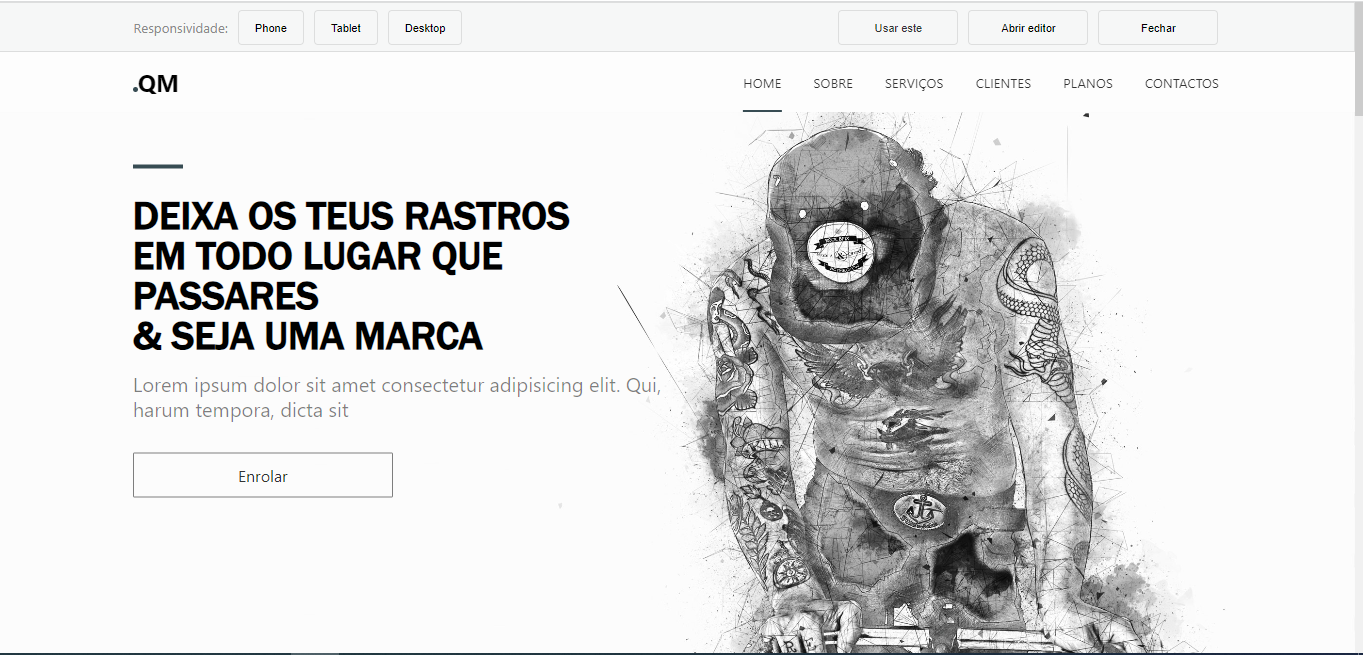 Responsividade: Phone Tablet Desktop Usar este Abrir editor Fechar
.QM HOME SOBRE SERVIÇOS CLIENTES PLANOS CONTACTOS
DEIXA OS TEUS RASTROS
EM TODO LUGAR QUE
PASSARES
& SEJA UMA MARCA
Lorem ipsum dolor sit amet consectetur adipisicing elit. Qui,
harum tempora, dicta sit
Enrolar